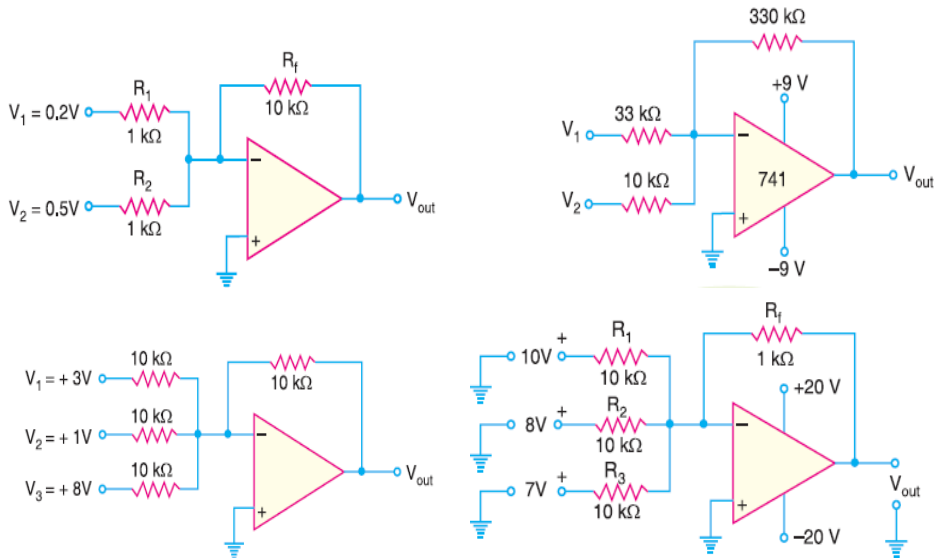 R1
V1 = 0.2V
1 kΩ
Rf
10 kΩ
R2
V2 = 0.5V
1 kΩ
−
+
Vout
330 kΩ
+9 V
33 kΩ
V1
10 kΩ
V2
−
741
+
Vout
−9 V
10 kΩ
V1 = + 3V
10 kΩ
10 kΩ
V2 = + 1V
10 kΩ
V3 = + 8V
−
+
Vout
Rf
1 kΩ
+ R1
10V
10 kΩ
+20 V
+ R2
8V
10 kΩ
+ R3
7V
10 kΩ
−
+
Vout
−20 V